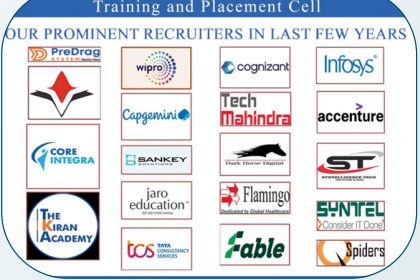 Training and Placement Cell
OUR PROMINENT RECRUITERS IN LAST FEW YEARS
PreDrag
SYSTEM
wipro
cognizant
Infosys
Capgemini
Tech
Mahindra
accenture
CORE
INTEGRA
SANKEY
SOLUTIONS
Dark Horse Digital
ST
jaro
education
Flamingo
Dedicated to Global Healthcare
SYNTEL
Consider IT Done
THE
KIRAN
ACADEMY
tcs TATA
CONSULTANCY
SERVICES
Fable
Spiders